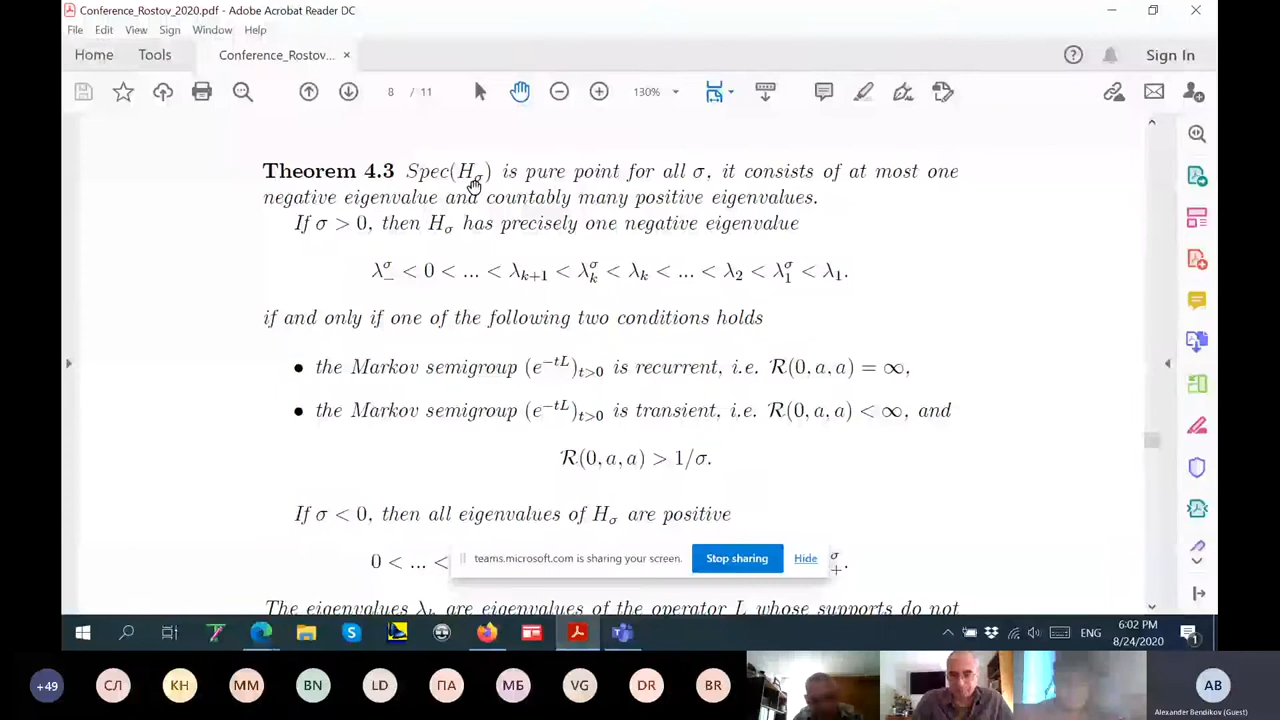 Conference_Rostov_2020.pdf - Adobe Acrobat Reader DC
File Edit View Sign Window Help
Home Tools Conference_Rostov... × Sign In
8 / 11 130%
Theorem 4.3 Spec(H_σ) is pure point for all σ, it consists of at most one
negative eigenvalue and countably many positive eigenvalues.
If σ > 0, then H_σ has precisely one negative eigenvalue
λ_−^σ < 0 < ... < λ_{k+1} < λ_k^σ < λ_k < ... < λ_2 < λ_1^σ < λ_1.
if and only if one of the following two conditions holds
• the Markov semigroup (e^{-tL})_{t>0} is recurrent, i.e. R(0, a, a) = ∞,
• the Markov semigroup (e^{-tL})_{t>0} is transient, i.e. R(0, a, a) < ∞, and
R(0, a, a) > 1/σ.
If σ < 0, then all eigenvalues of H_σ are positive
0 < ... < σ_+.
teams.microsoft.com is sharing your screen. Stop sharing Hide
The eigenvalues λ_k are eigenvalues of the operator L whose supports do not
ENG 6:02 PM
8/24/2020
1
+49 СЛ КН ММ BN LD ПА МБ VG DR BR AB
Alexander Bendikov (Guest)